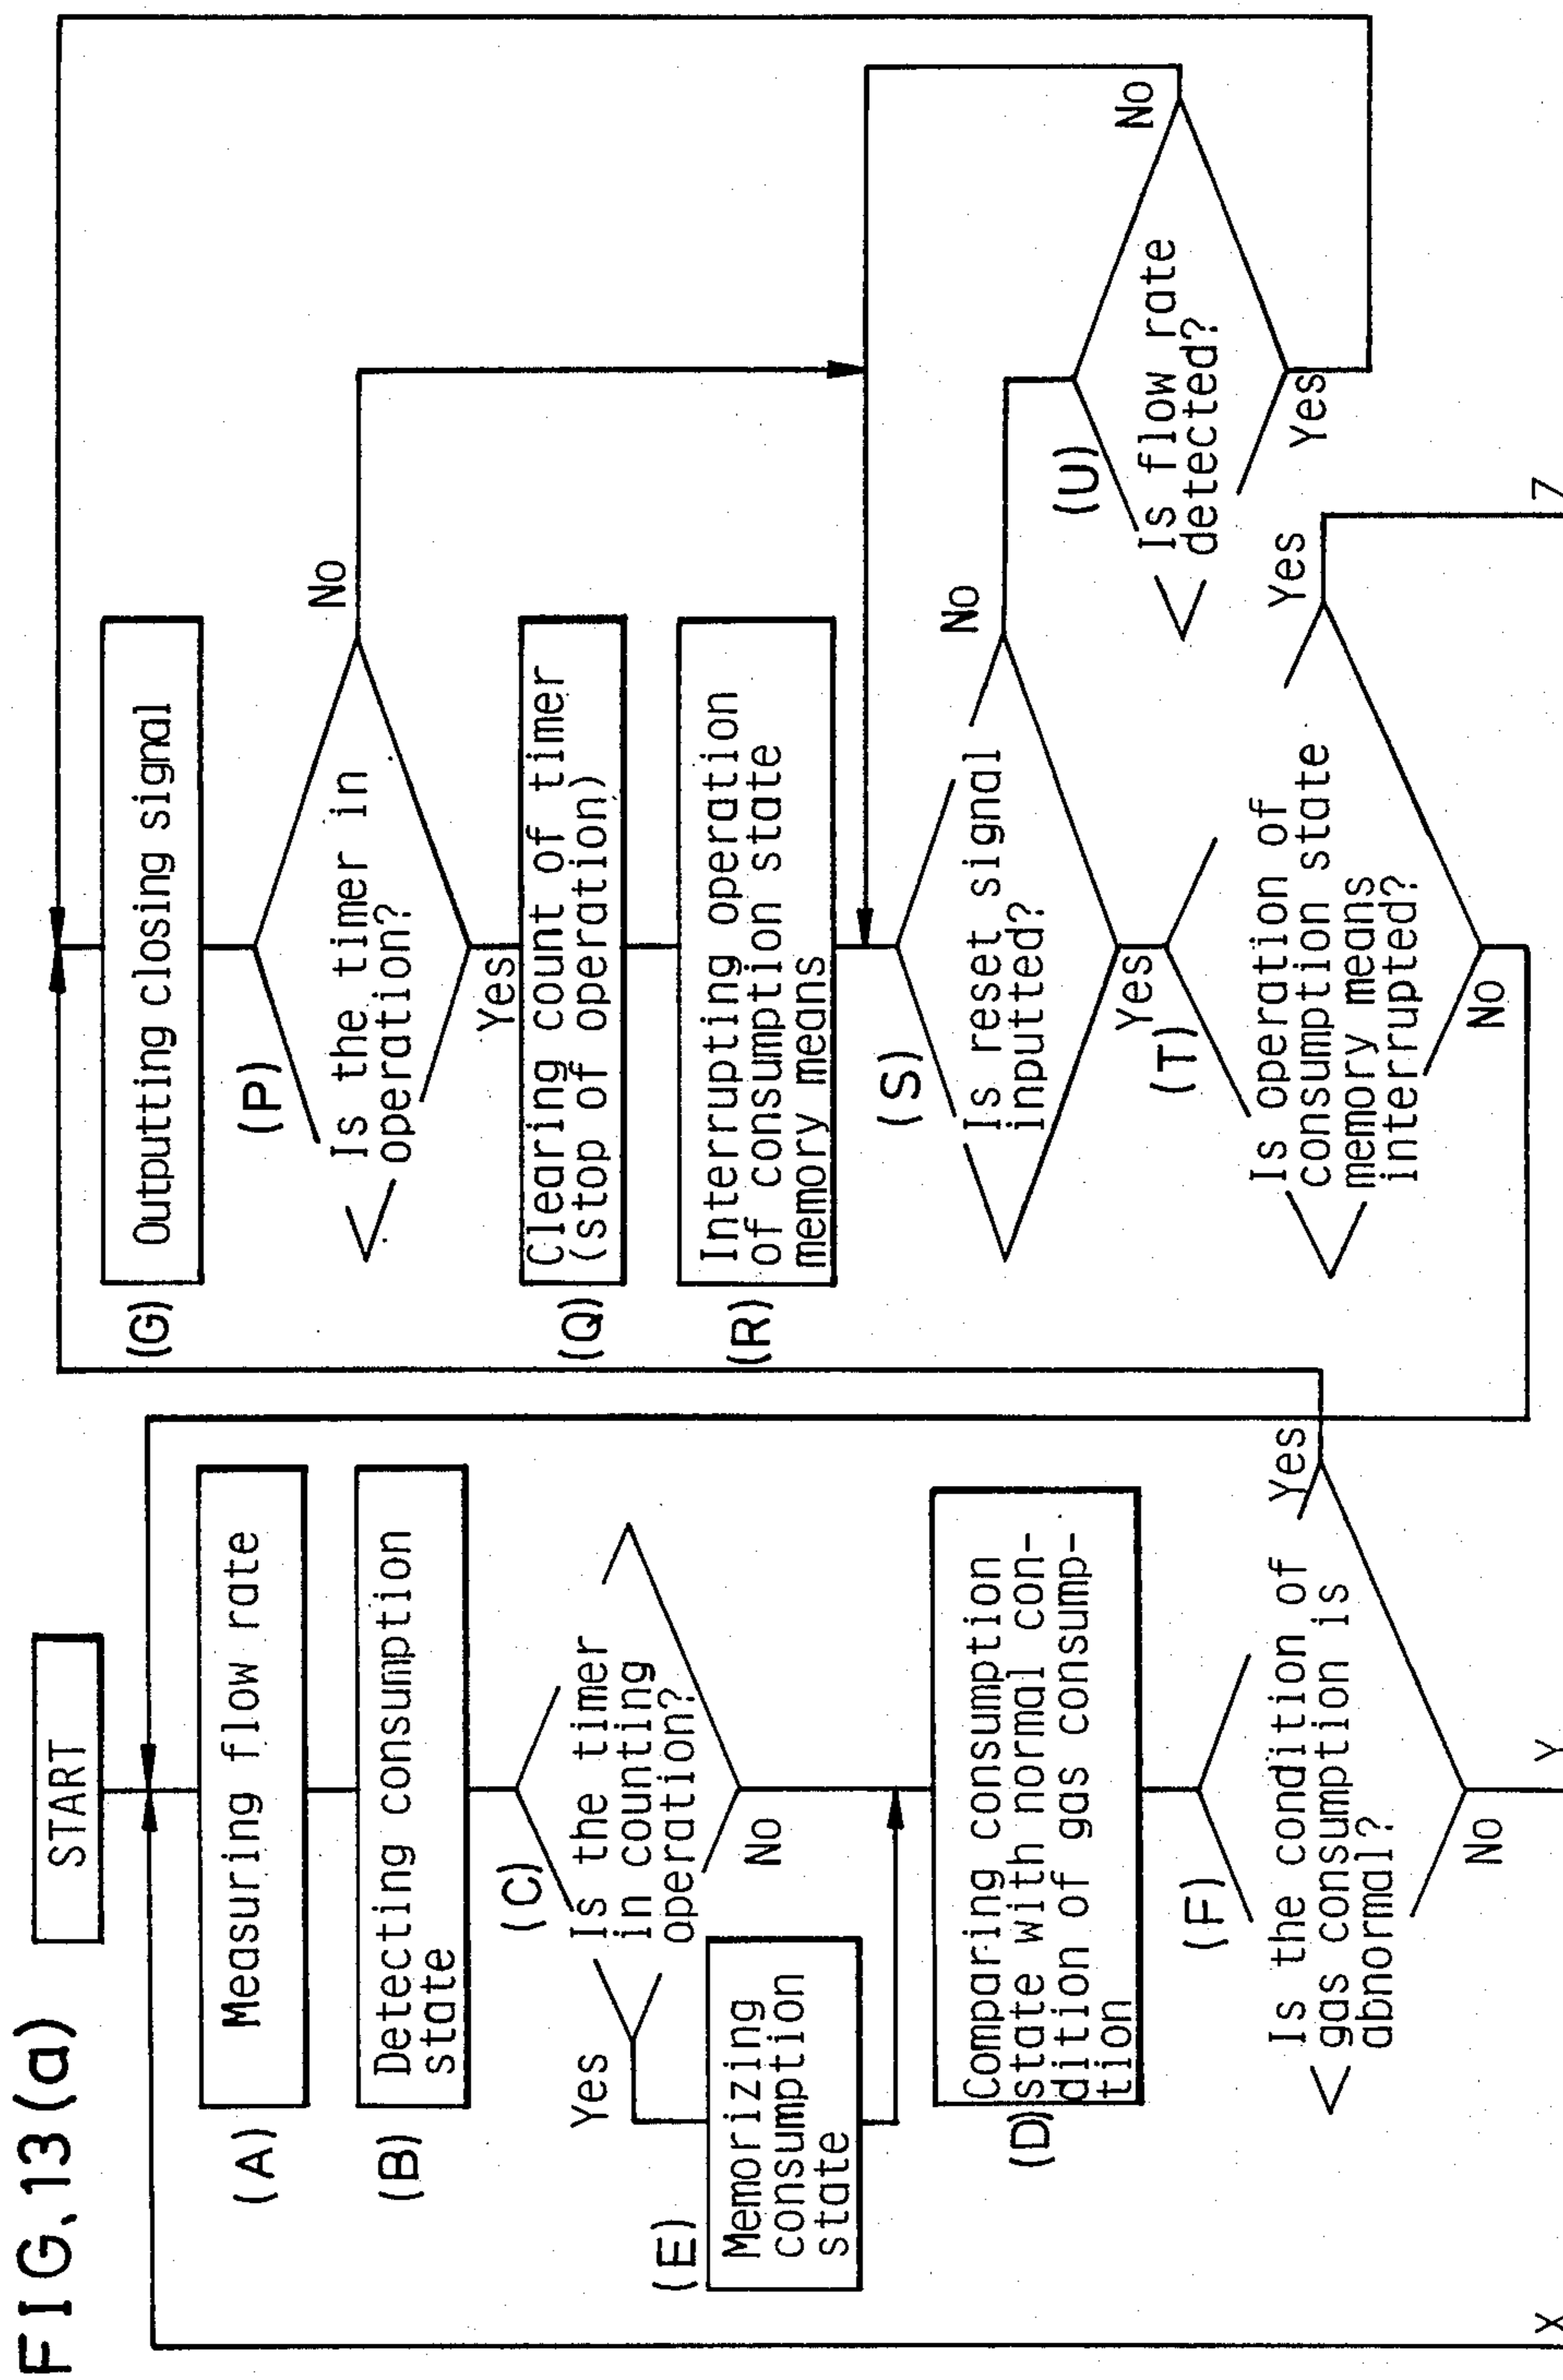 FIG.13(a)
START
(A)
Measuring flow rate
(B)
Detecting consumption
state
(C)
Is the timer
in counting
operation?
Yes
No
(E)
Memorizing
consumption
state
(D)
Comparing consumption
state with normal con-
dition of gas consump-
tion
(F)
Is the condition of
gas consumption is
abnormal?
Yes
No
X
Y
(G)
Outputting closing signal
(P)
Is the timer in
operation?
No
Yes
(Q)
Clearing count of timer
(stop of operation)
(R)
Interrupting operation
of consumption state
memory means
(S)
Is reset signal
inputted?
No
Yes
(U)
Is flow rate
detected?
No
Yes
(T)
Is operation of
consumption state
memory means
interrupted?
Yes
No
Z